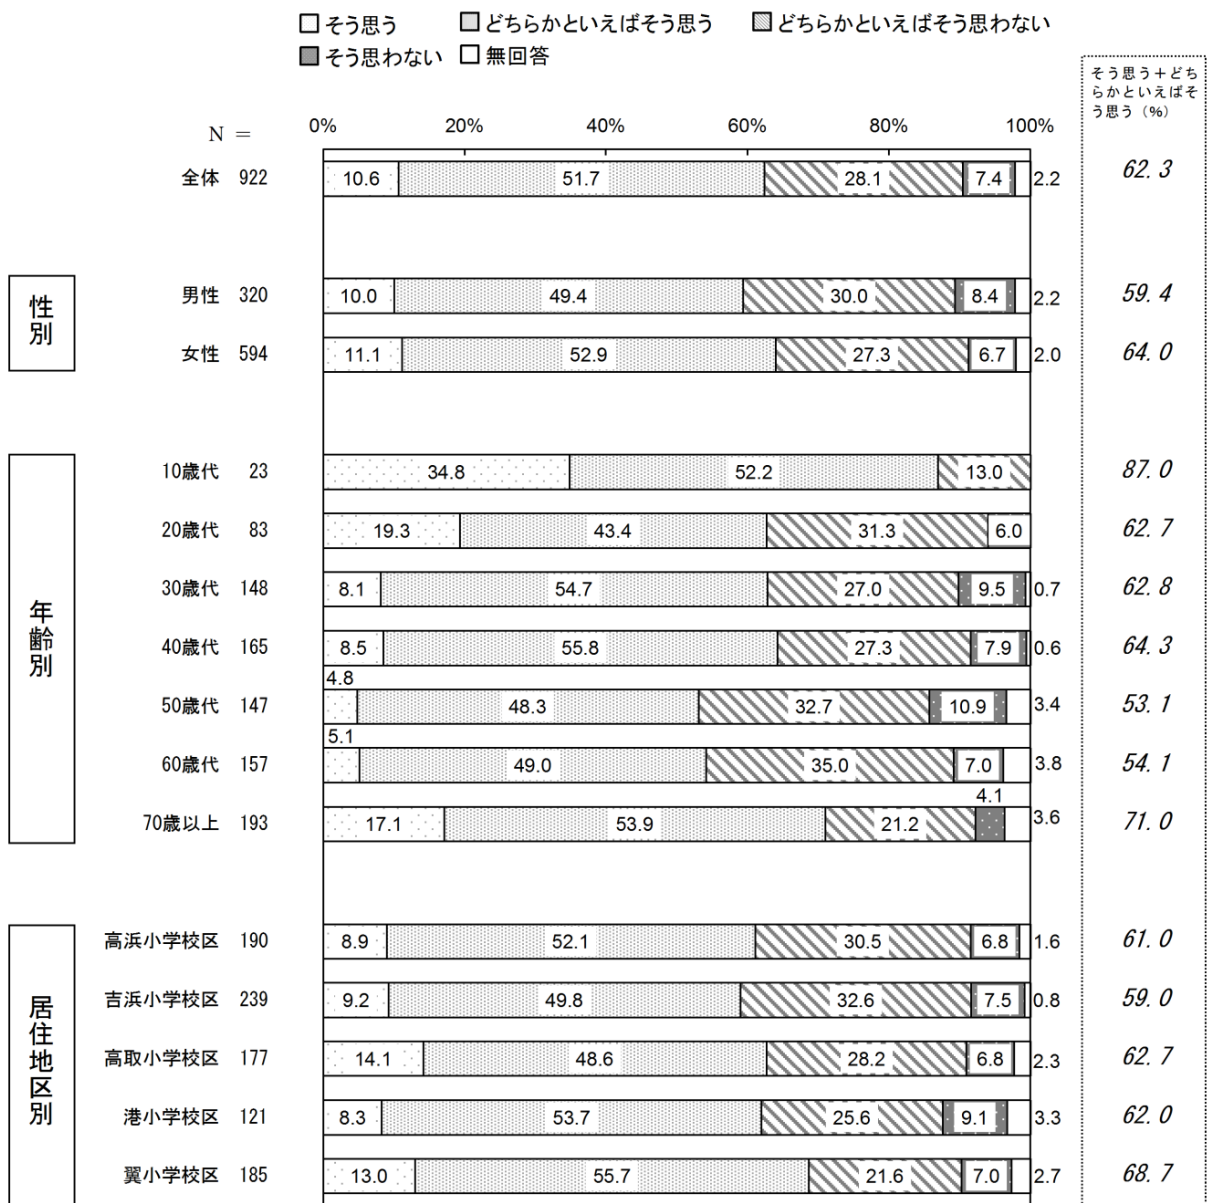 そう思う どちらかといえばそう思う どちらかといえばそう思わない
そう思わない 無回答
そう思う＋どち
らかといえばそ
う思う（%）
N =
0% 20% 40% 60% 80% 100%
全体 922 10.6 51.7 28.1 7.4 2.2 62.3
性別
男性 320 10.0 49.4 30.0 8.4 2.2 59.4
女性 594 11.1 52.9 27.3 6.7 2.0 64.0
年齢別
10歳代 23 34.8 52.2 13.0 87.0
20歳代 83 19.3 43.4 31.3 6.0 62.7
30歳代 148 8.1 54.7 27.0 9.5 0.7 62.8
40歳代 165 8.5 55.8 27.3 7.9 0.6 64.3
50歳代 147 4.8 48.3 32.7 10.9 3.4 53.1
60歳代 157 5.1 49.0 35.0 7.0 3.8 54.1
70歳以上 193 17.1 53.9 21.2 4.1 3.6 71.0
居住地区別
高浜小学校区 190 8.9 52.1 30.5 6.8 1.6 61.0
吉浜小学校区 239 9.2 49.8 32.6 7.5 0.8 59.0
高取小学校区 177 14.1 48.6 28.2 6.8 2.3 62.7
港小学校区 121 8.3 53.7 25.6 9.1 3.3 62.0
翼小学校区 185 13.0 55.7 21.6 7.0 2.7 68.7